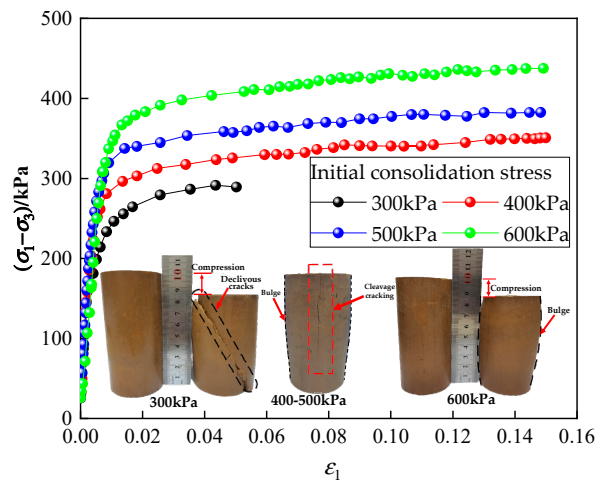 500
400
300
200
100
0
(σ₁-σ₃)/kPa
Initial consolidation stress
300kPa
400kPa
500kPa
600kPa
Compression
Declivous
cracks
Bulge
Cleavage
cracking
Compression
Bulge
300kPa
400-500kPa
600kPa
0.00
0.02
0.04
0.06
0.08
0.10
0.12
0.14
0.16
ε₁